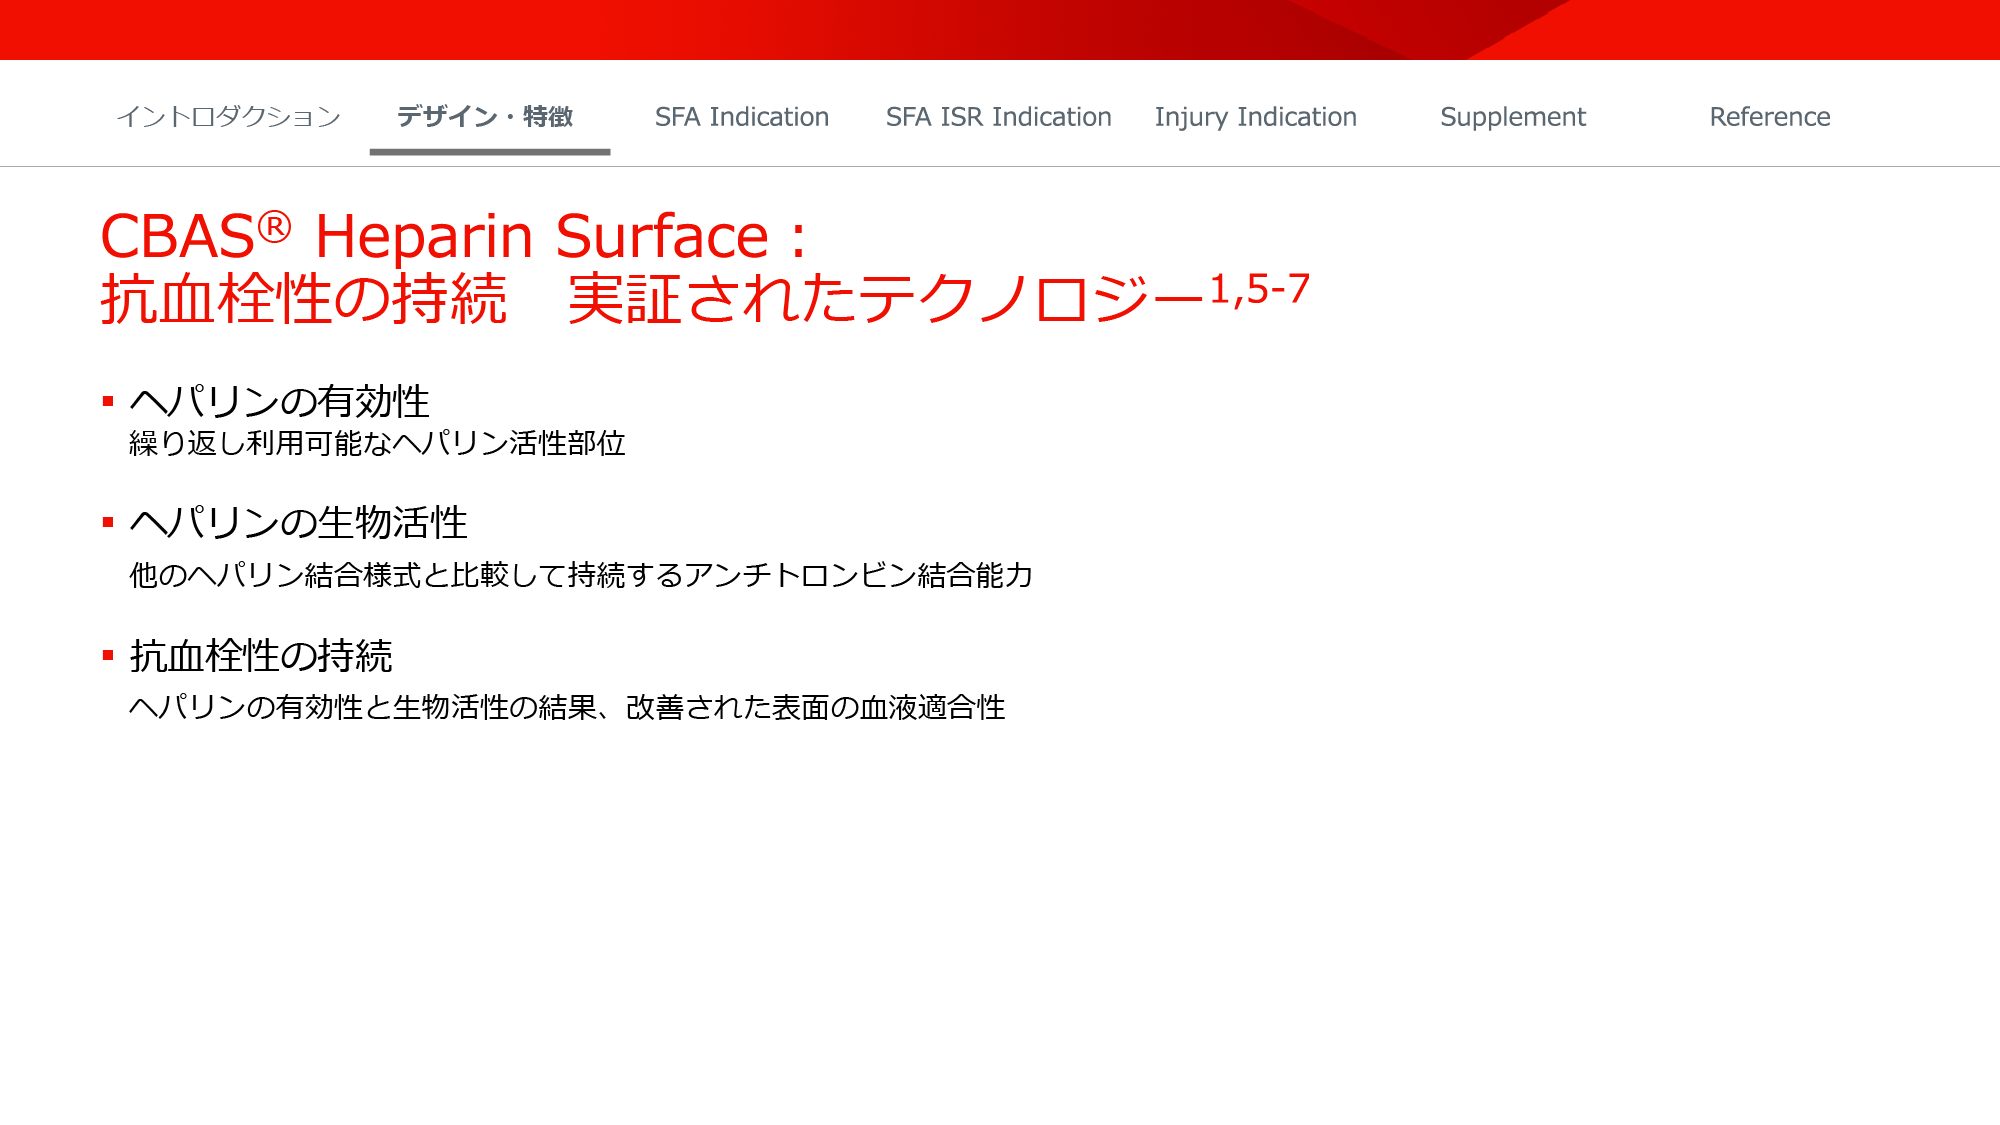 イントロダクション デザイン・特徴 SFA Indication SFA ISR Indication Injury Indication Supplement Reference
CBAS® Heparin Surface：
抗血栓性の持続　実証されたテクノロジー1,5-7
▪ ヘパリンの有効性
繰り返し利用可能なヘパリン活性部位
▪ ヘパリンの生物活性
他のヘパリン結合様式と比較して持続するアンチトロンビン結合能力
▪ 抗血栓性の持続
ヘパリンの有効性と生物活性の結果、改善された表面の血液適合性